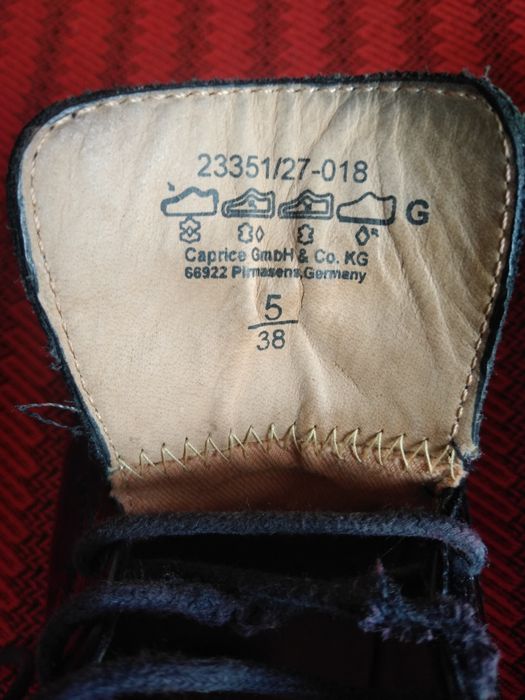 23351/27-018
G
Caprice GmbH & Co. KG
66922 Pirmasens,Germany
5
38